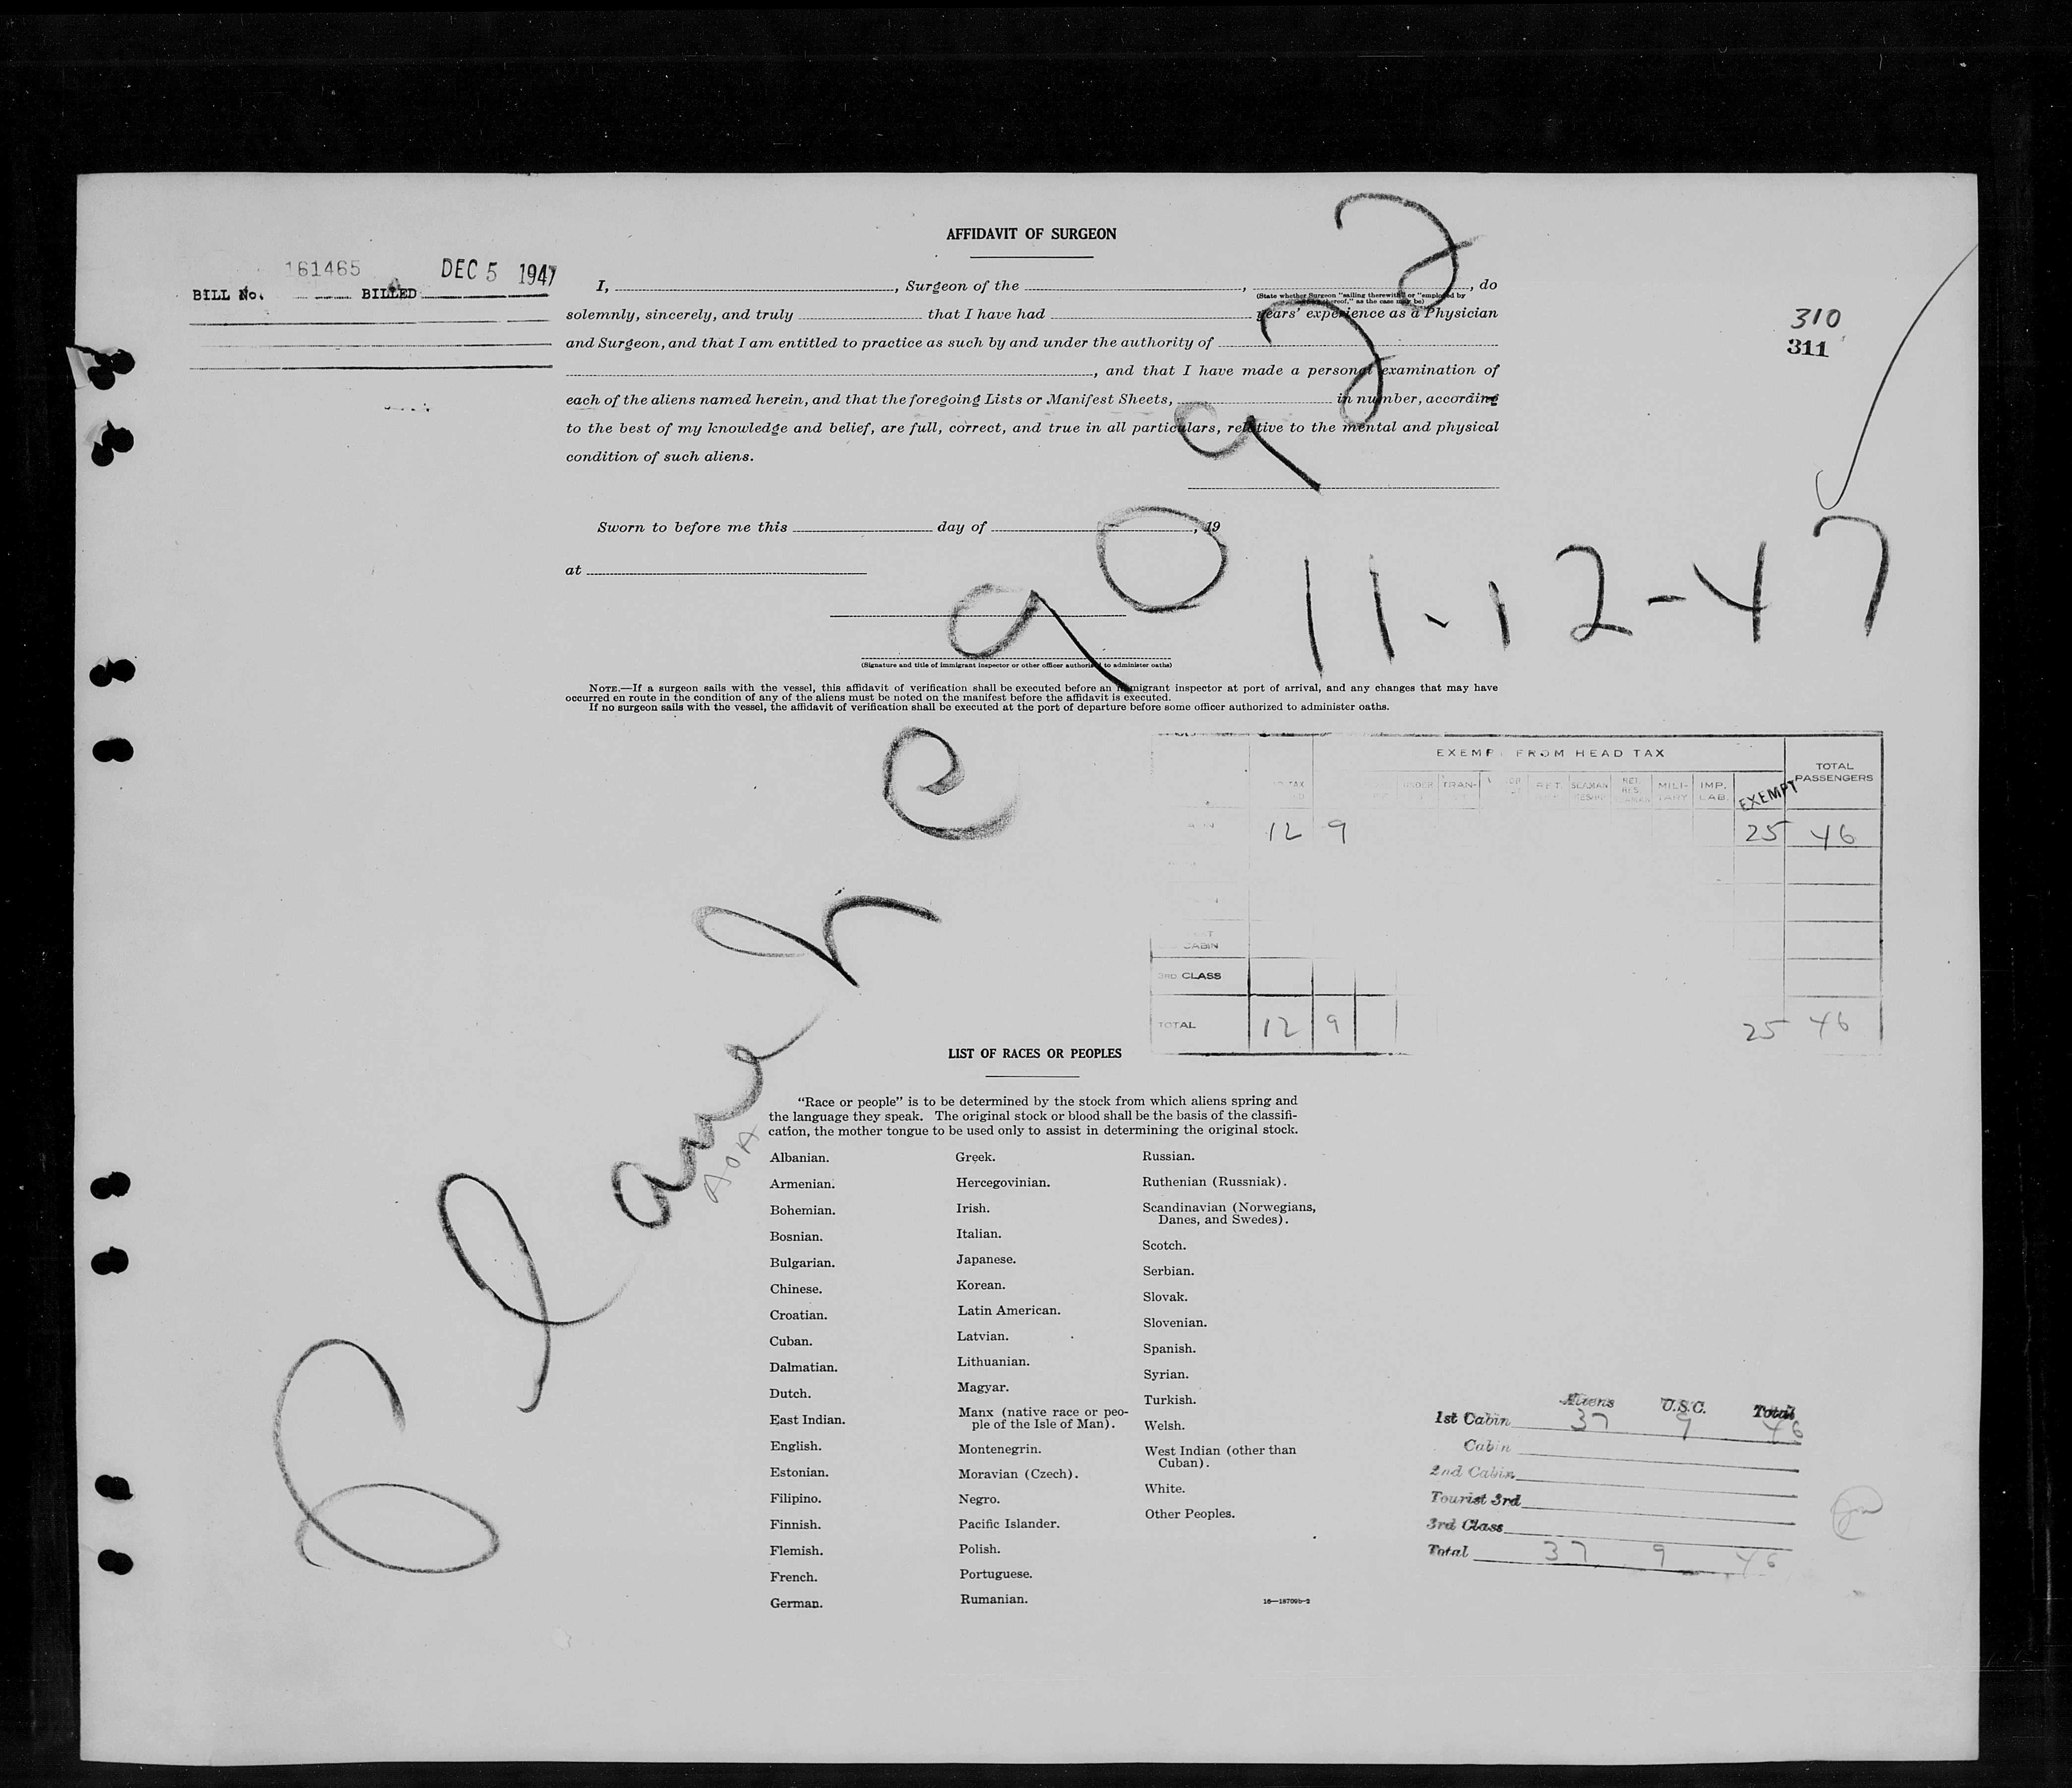 AFFIDAVIT OF SURGEON
161465 DEC 5 1947
BILL No. BILLED
I, , Surgeon of the , , do
(State whether Surgeon "sailing therewith" or "employed by
thereof," as the case may be)
solemnly, sincerely, and truly that I have had years' experience as a Physician
and Surgeon, and that I am entitled to practice as such by and under the authority of
, and that I have made a personal examination of
each of the aliens named herein, and that the foregoing Lists or Manifest Sheets, in number, according
to the best of my knowledge and belief, are full, correct, and true in all particulars, relative to the mental and physical
condition of such aliens.
310
311
Sworn to before me this day of , 19
at
11-12-47
(Signature and title of immigrant inspector or other officer authorized to administer oaths)
NOTE.—If a surgeon sails with the vessel, this affidavit of verification shall be executed before an immigrant inspector at port of arrival, and any changes that may have
occurred en route in the condition of any of the aliens must be noted on the manifest before the affidavit is executed.
If no surgeon sails with the vessel, the affidavit of verification shall be executed at the port of departure before some officer authorized to administer oaths.
Plane
EXEMPT FROM HEAD TAX
TOTAL
PASSENGERS
TAX UNDER TRAN- RET. SEAMAN RET. RES. MILI- TARY IMP. LAB. EXEMPT
12 9 25 46
CABIN
3RD CLASS
TOTAL 12 9 25 46
LIST OF RACES OR PEOPLES
"Race or people" is to be determined by the stock from which aliens spring and
the language they speak. The original stock or blood shall be the basis of the classifi-
cation, the mother tongue to be used only to assist in determining the original stock.
AOA
Albanian.
Armenian.
Bohemian.
Bosnian.
Bulgarian.
Chinese.
Croatian.
Cuban.
Dalmatian.
Dutch.
East Indian.
English.
Estonian.
Filipino.
Finnish.
Flemish.
French.
German.
Greek.
Hercegovinian.
Irish.
Italian.
Japanese.
Korean.
Latin American.
Latvian.
Lithuanian.
Magyar.
Manx (native race or peo-
ple of the Isle of Man).
Montenegrin.
Moravian (Czech).
Negro.
Pacific Islander.
Polish.
Portuguese.
Rumanian.
Russian.
Ruthenian (Russniak).
Scandinavian (Norwegians,
Danes, and Swedes).
Scotch.
Serbian.
Slovak.
Slovenian.
Spanish.
Syrian.
Turkish.
Welsh.
West Indian (other than
Cuban).
White.
Other Peoples.
16—18709b-2
Aliens U.S.C. Total
1st Cabin 37 9 46
Cabin
2nd Cabin
Tourist 3rd
3rd Class
Total 37 9 46